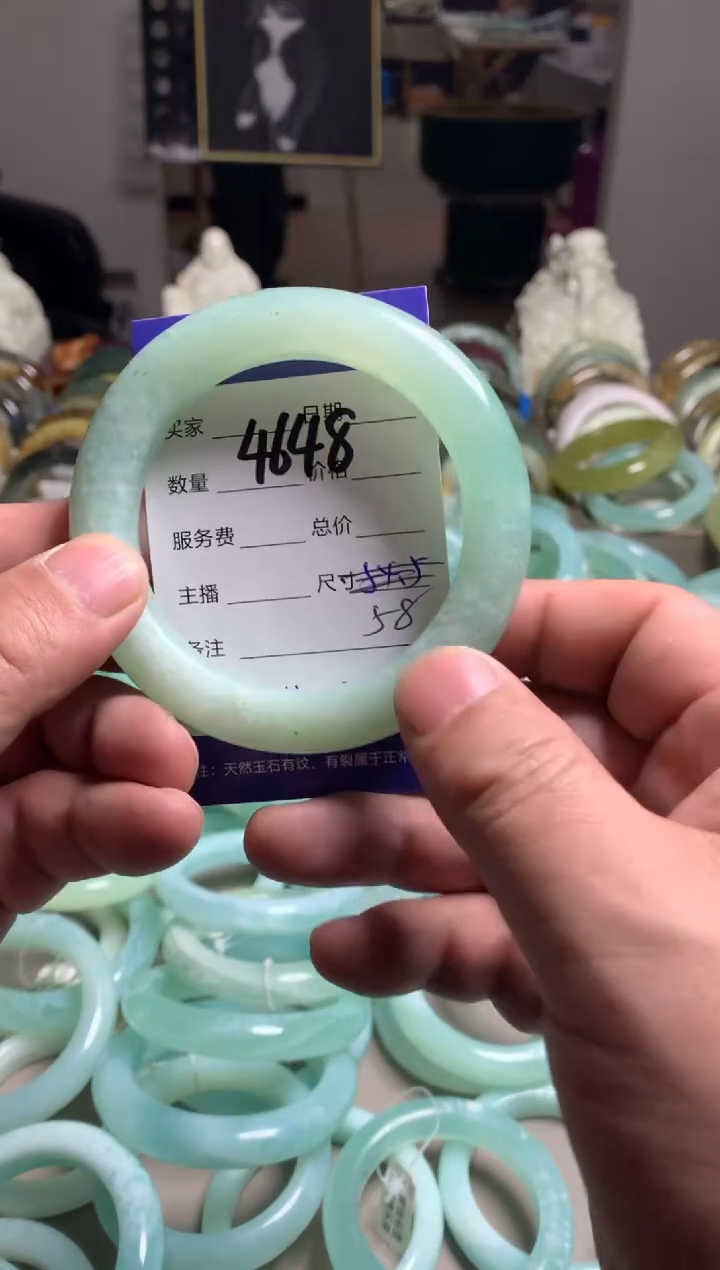 买家 日期
4648
数量 价格
服务费 总价
主播 尺寸
58
备注
注：天然玉石有纹、有裂属于正常